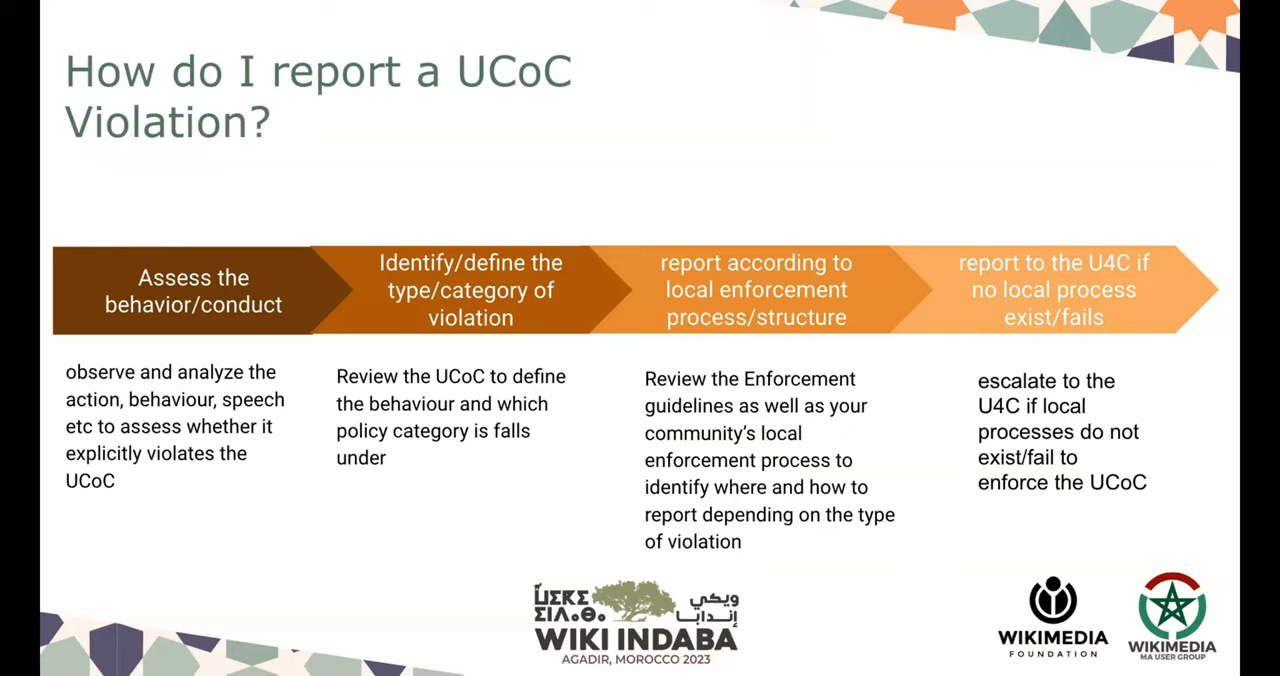 How do I report a UCoC
Violation?
Assess the
behavior/conduct
Identify/define the
type/category of
violation
report according to
local enforcement
process/structure
report to the U4C if
no local process
exist/fails
observe and analyze the
action, behaviour, speech
etc to assess whether it
explicitly violates the
UCoC
Review the UCoC to define
the behaviour and which
policy category is falls
under
Review the Enforcement
guidelines as well as your
community’s local
enforcement process to
identify where and how to
report depending on the type
of violation
escalate to the
U4C if local
processes do not
exist/fail to
enforce the UCoC
ويكي
إندابا
WIKI INDABA
AGADIR, MOROCCO 2023
WIKIMEDIA
FOUNDATION
WIKIMEDIA
MA USER GROUP